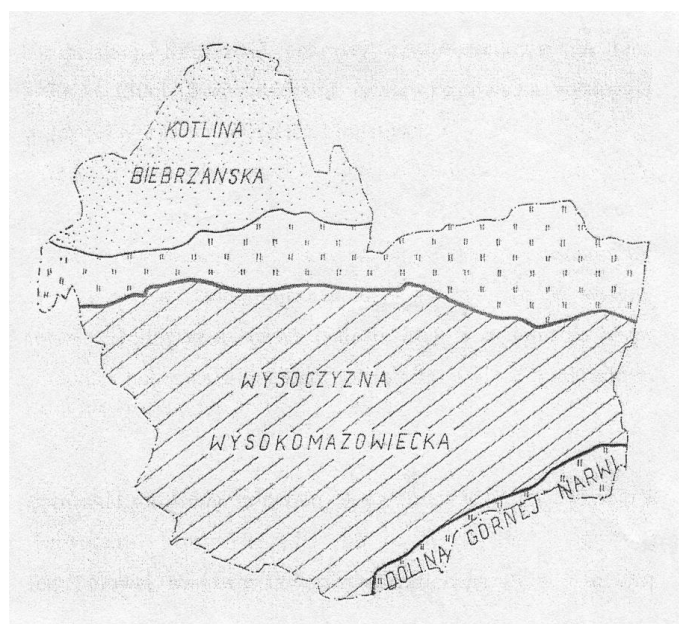 KOTLINA
BIEBRZAŃSKA
WYSOCZYZNA
WYSOKOMAZOWIECKA
DOLINA GÓRNEJ NARWI